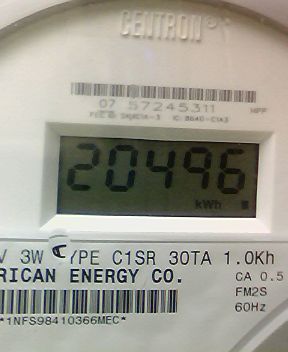 CENTRON®
07 57245311
20496
kWh
V 3W TYPE C1SR 30TA 1.0Kh
RICAN ENERGY CO.
CA 0.5
FM2S
60Hz
*1NFS98410366MEC*